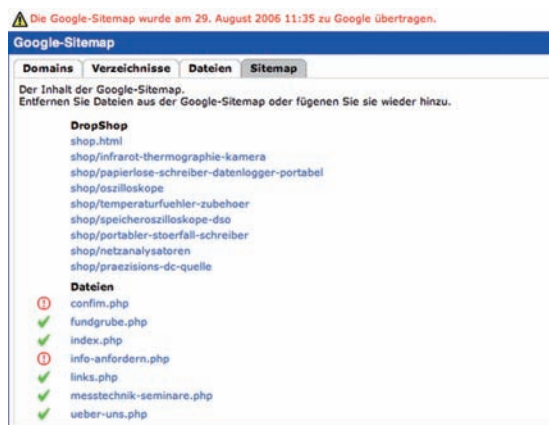 Die Google-Sitemap wurde am 29. August 2006 11:35 zu Google übertragen.
Google-Sitemap
Domains Verzeichnisse Dateien Sitemap
Der Inhalt der Google-Sitemap.
Entfernen Sie Dateien aus der Google-Sitemap oder fügenen Sie sie wieder hinzu.
DropShop
shop.html
shop/infrarot-thermographie-kamera
shop/papierlose-schreiber-datenlogger-portabel
shop/oszilloskope
shop/temperaturfuehler-zubehoer
shop/speicheroszilloskope-dso
shop/portabler-stoerfall-schreiber
shop/netzanalysatoren
shop/praezisions-dc-quelle
Dateien
confim.php
fundgrube.php
index.php
info-anfordern.php
links.php
messtechnik-seminare.php
ueber-uns.php